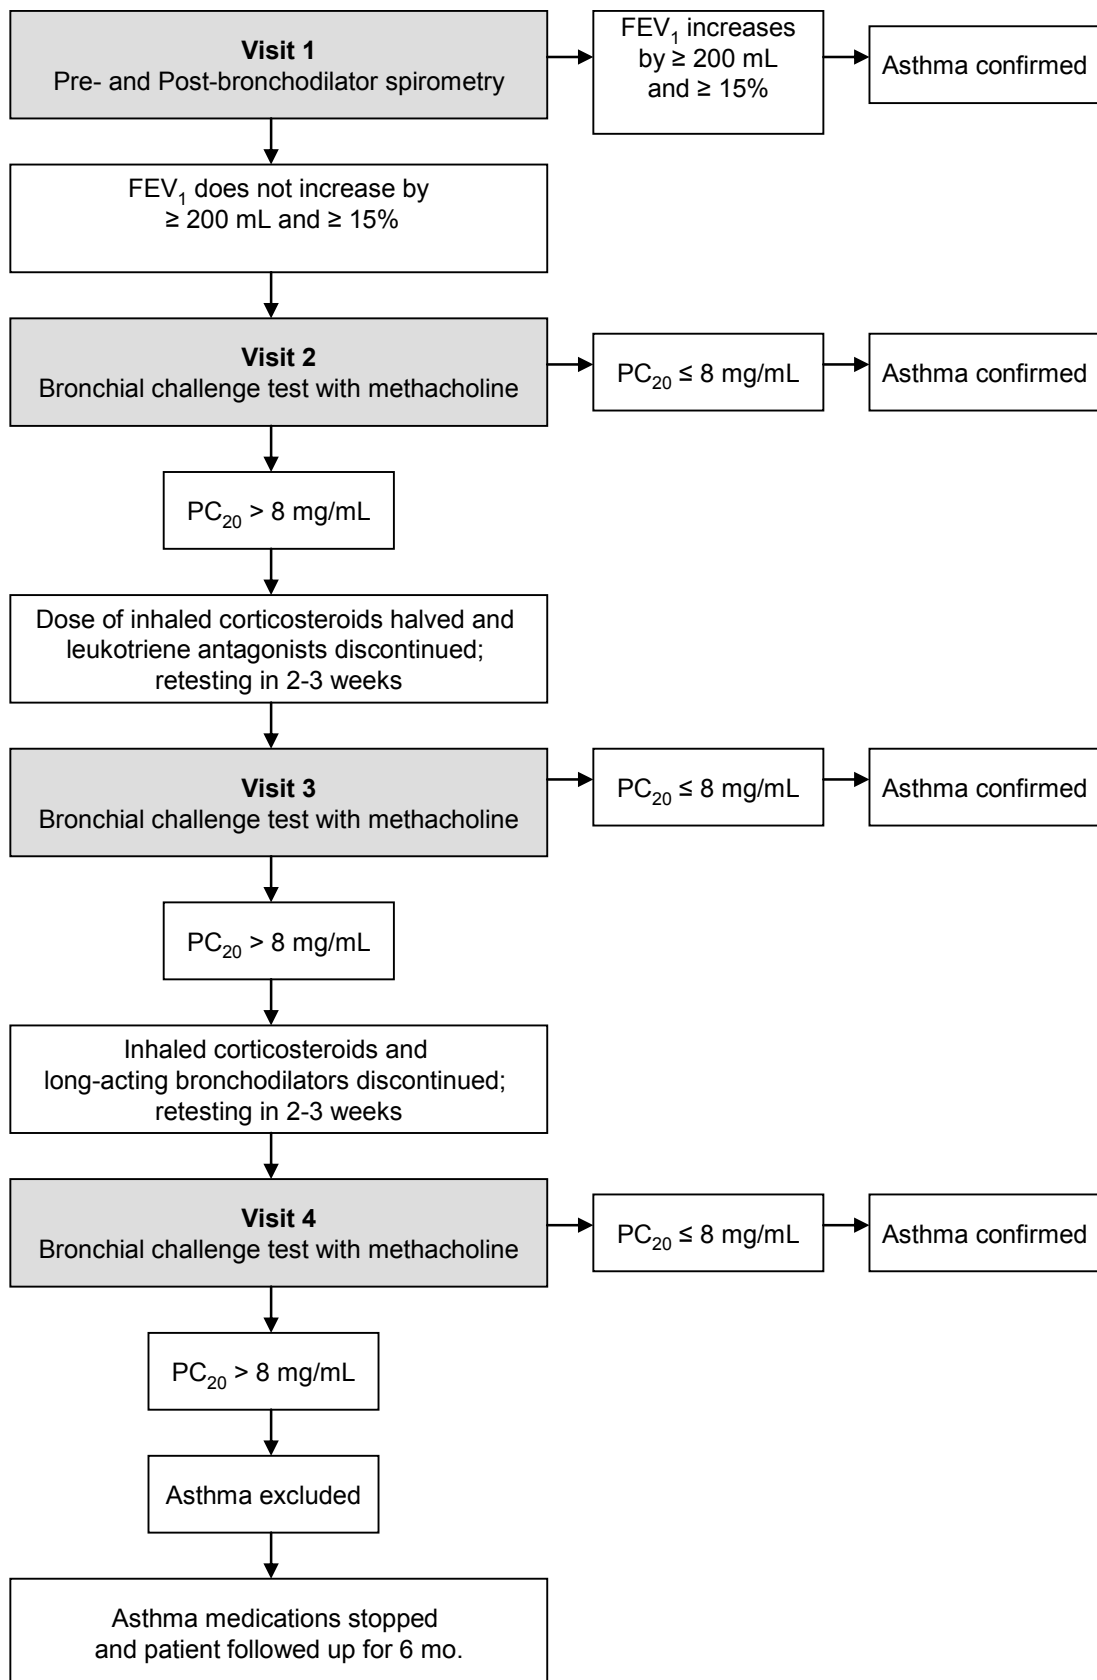 Visit 1
Pre- and Post-bronchodilator spirometry
FEV₁ increases
by ≥ 200 mL
and ≥ 15%
Asthma confirmed
FEV₁ does not increase by
≥ 200 mL and ≥ 15%
Visit 2
Bronchial challenge test with methacholine
PC₂₀ ≤ 8 mg/mL
Asthma confirmed
PC₂₀ > 8 mg/mL
Dose of inhaled corticosteroids halved and
leukotriene antagonists discontinued;
retesting in 2-3 weeks
Visit 3
Bronchial challenge test with methacholine
PC₂₀ ≤ 8 mg/mL
Asthma confirmed
PC₂₀ > 8 mg/mL
Inhaled corticosteroids and
long-acting bronchodilators discontinued;
retesting in 2-3 weeks
Visit 4
Bronchial challenge test with methacholine
PC₂₀ ≤ 8 mg/mL
Asthma confirmed
PC₂₀ > 8 mg/mL
Asthma excluded
Asthma medications stopped
and patient followed up for 6 mo.